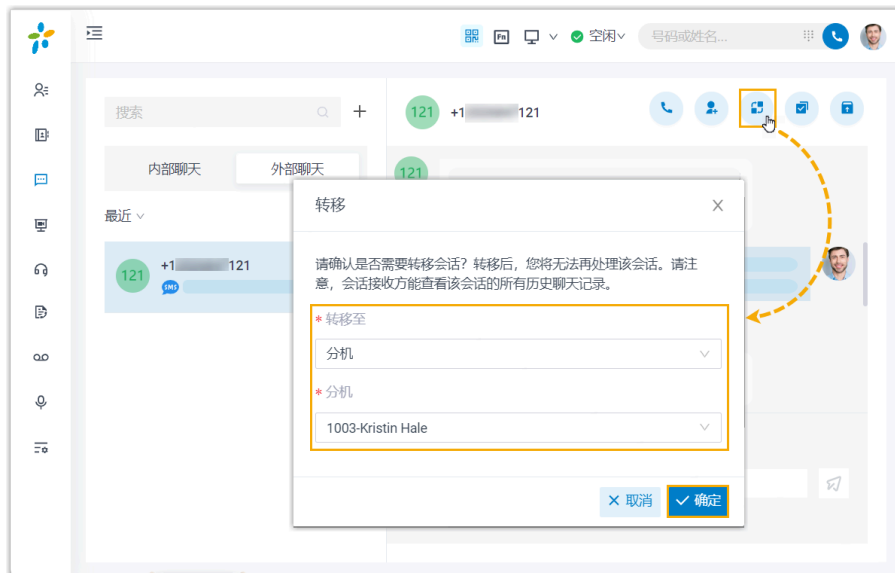 Fn
空闲
号码或姓名...
搜索
121
+1 121
内部聊天
外部聊天
121
最近
121
+1 121
SMS
转移
请确认是否需要转移会话？转移后，您将无法再处理该会话。请注
意，会话接收方能查看该会话的所有历史聊天记录。
* 转移至
分机
* 分机
1003-Kristin Hale
取消
确定